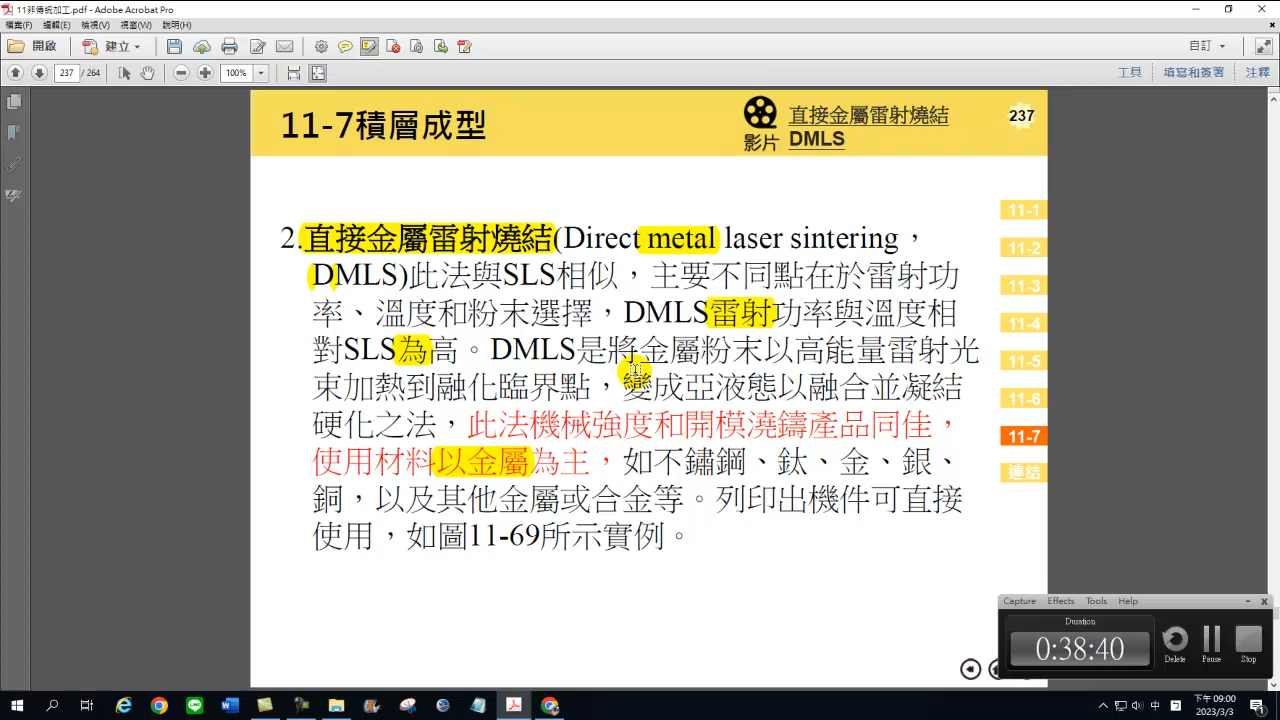 11非傳統加工.pdf - Adobe Acrobat Pro
檔案(F) 編輯(E) 檢視(V) 視窗(W) 說明(H)
開啟 建立 自訂
237 / 264 100% 工具 填寫和簽署 注釋
11-7積層成型
影片
直接金屬雷射燒結
DMLS
237
2.直接金屬雷射燒結(Direct metal laser sintering，
DMLS)此法與SLS相似，主要不同點在於雷射功
率、溫度和粉末選擇，DMLS雷射功率與溫度相
對SLS為高。DMLS是將金屬粉末以高能量雷射光
束加熱到融化臨界點，變成亞液態以融合並凝結
硬化之法，此法機械強度和開模澆鑄產品同佳，
使用材料以金屬為主，如不鏽鋼、鈦、金、銀、
銅，以及其他金屬或合金等。列印出機件可直接
使用，如圖11-69所示實例。
11-1
11-2
11-3
11-4
11-5
11-6
11-7
連結
Capture Effects Tools Help
Duration
0:38:40
Delete Pause Stop
中
下午 09:00
2023/3/3